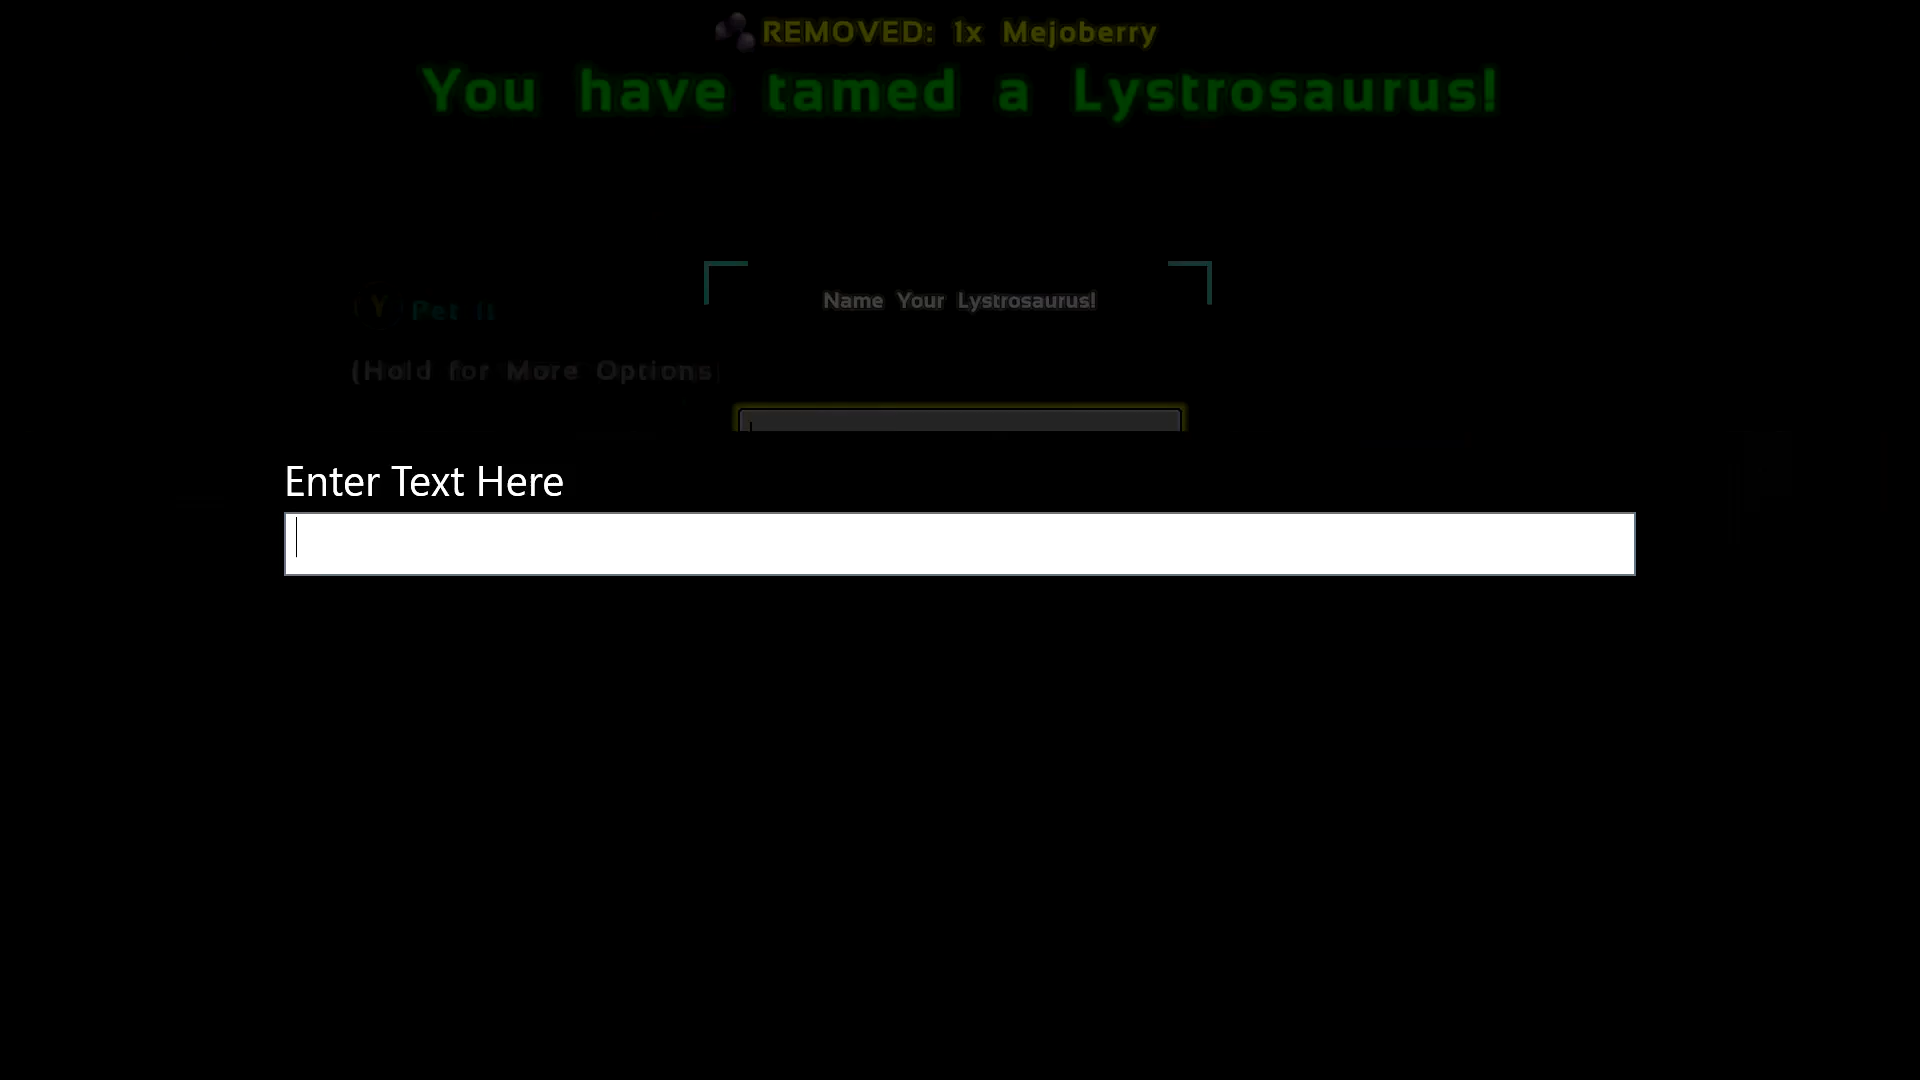 REMOVED: 1x Mejoberry
You have tamed a Lystrosaurus!
Name Your Lystrosaurus!
Y Pet It
(Hold for More Options
Enter Text Here